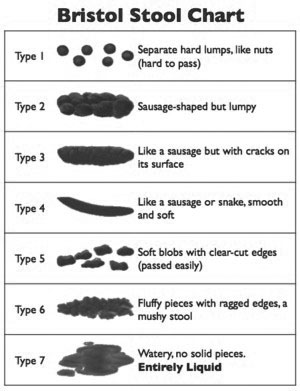 Bristol Stool Chart
Type 1
Separate hard lumps, like nuts
(hard to pass)
Type 2
Sausage-shaped but lumpy
Type 3
Like a sausage but with cracks on
its surface
Type 4
Like a sausage or snake, smooth
and soft
Type 5
Soft blobs with clear-cut edges
(passed easily)
Type 6
Fluffy pieces with ragged edges, a
mushy stool
Type 7
Watery, no solid pieces.
Entirely Liquid